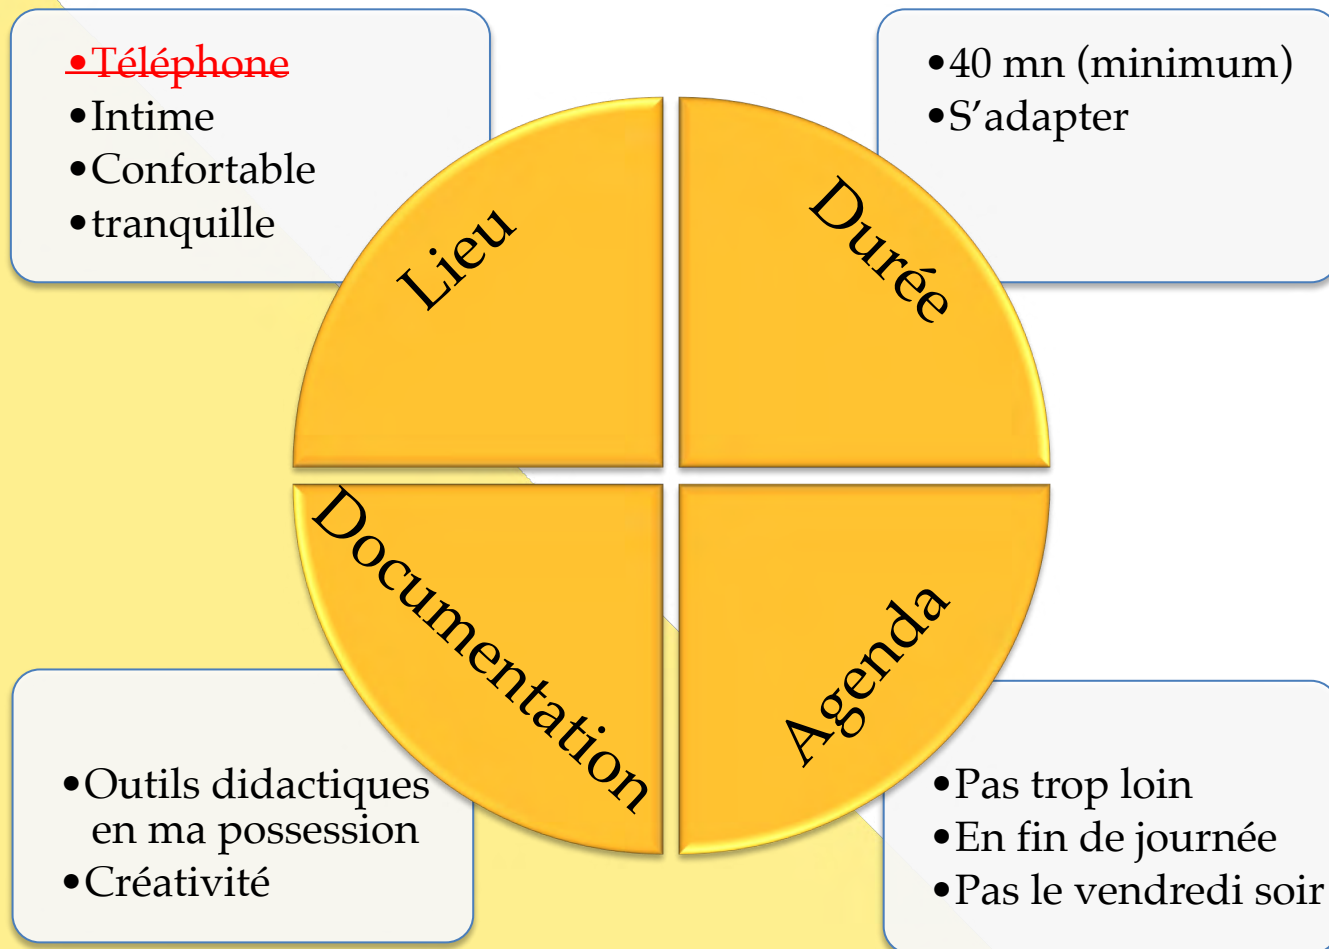 •Téléphone
•Intime
•Confortable
•tranquille
•40 mn (minimum)
•S’adapter
Lieu
Durée
Documentation
Agenda
•Outils didactiques
en ma possession
•Créativité
•Pas trop loin
•En fin de journée
•Pas le vendredi soir